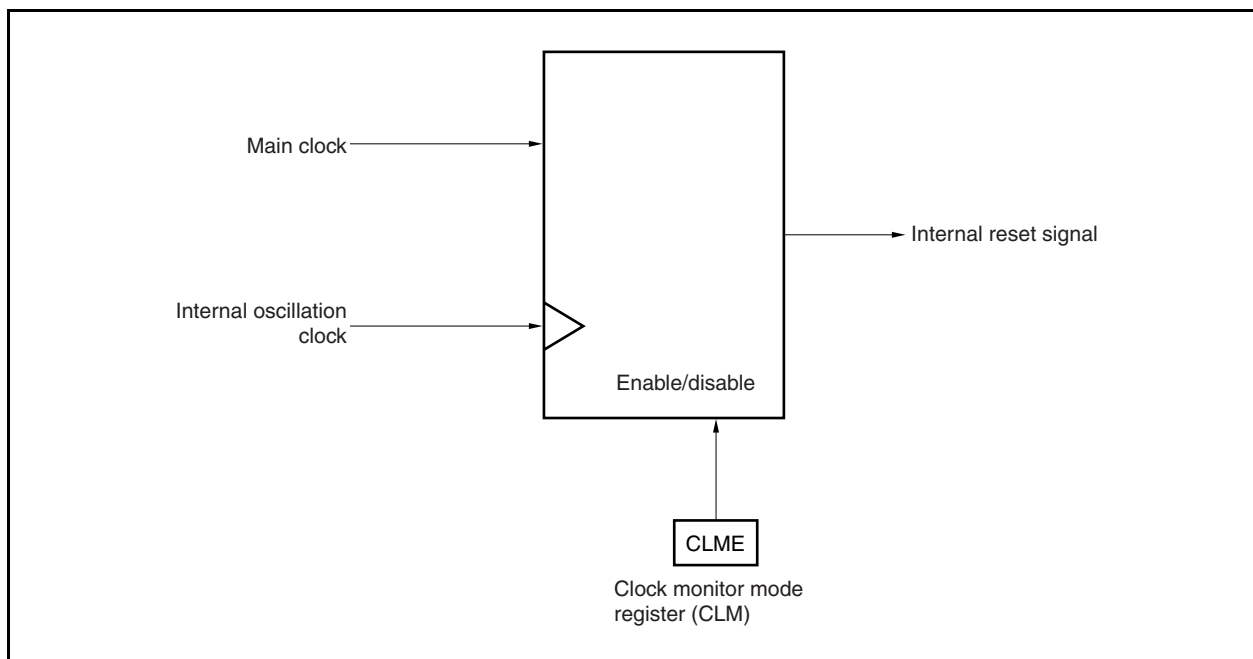 Main clock
Internal reset signal
Internal oscillation
clock
Enable/disable
CLME
Clock monitor mode
register (CLM)